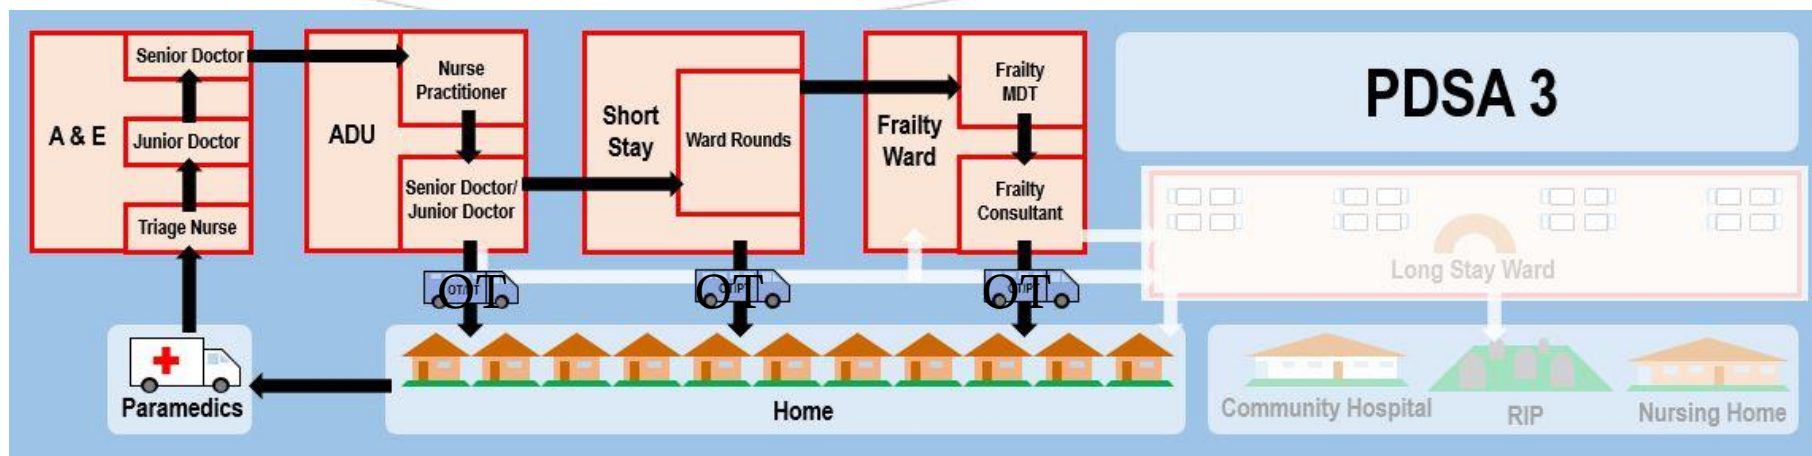 A & E
Senior Doctor
Junior Doctor
Triage Nurse
ADU
Nurse
Practitioner
Senior Doctor/
Junior Doctor
Short
Stay
Ward Rounds
Frailty
Ward
Frailty
MDT
Frailty
Consultant
PDSA 3
Long Stay Ward
OT
OT
OT
Paramedics
Home
Community Hospital
RIP
Nursing Home